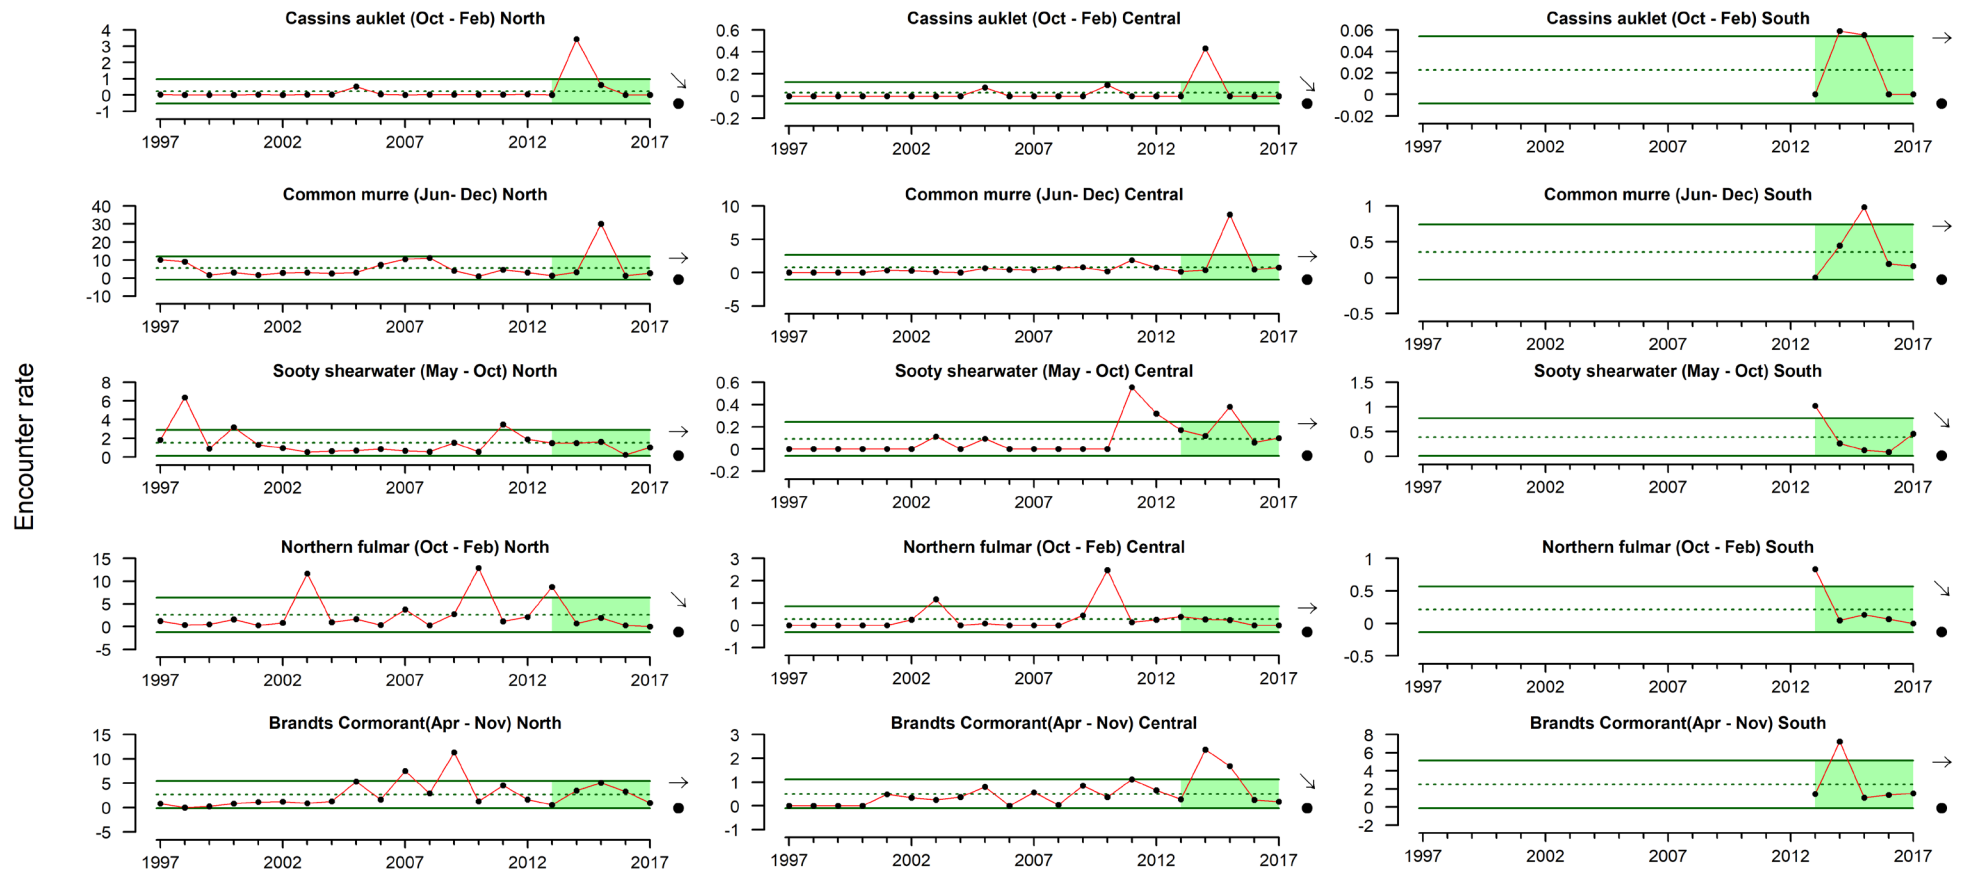 Encounter rate
Cassins auklet (Oct - Feb) North
4
3
2
1
0
-1
1997 2002 2007 2012 2017
Cassins auklet (Oct - Feb) Central
0.6
0.4
0.2
0
-0.2
1997 2002 2007 2012 2017
Cassins auklet (Oct - Feb) South
0.06
0.04
0.02
0
-0.02
1997 2002 2007 2012 2017
Common murre (Jun- Dec) North
40
30
20
10
0
-10
1997 2002 2007 2012 2017
Common murre (Jun- Dec) Central
10
5
0
-5
1997 2002 2007 2012 2017
Common murre (Jun- Dec) South
1
0.5
0
-0.5
1997 2002 2007 2012 2017
Sooty shearwater (May - Oct) North
8
6
4
2
0
1997 2002 2007 2012 2017
Sooty shearwater (May - Oct) Central
0.6
0.4
0.2
0
-0.2
1997 2002 2007 2012 2017
Sooty shearwater (May - Oct) South
1.5
1
0.5
0
1997 2002 2007 2012 2017
Northern fulmar (Oct - Feb) North
15
10
5
0
-5
1997 2002 2007 2012 2017
Northern fulmar (Oct - Feb) Central
3
2
1
0
-1
1997 2002 2007 2012 2017
Northern fulmar (Oct - Feb) South
1
0.5
0
-0.5
1997 2002 2007 2012 2017
Brandts Cormorant(Apr - Nov) North
15
10
5
0
-5
1997 2002 2007 2012 2017
Brandts Cormorant(Apr - Nov) Central
3
2
1
0
-1
1997 2002 2007 2012 2017
Brandts Cormorant(Apr - Nov) South
8
6
4
2
0
-2
1997 2002 2007 2012 2017